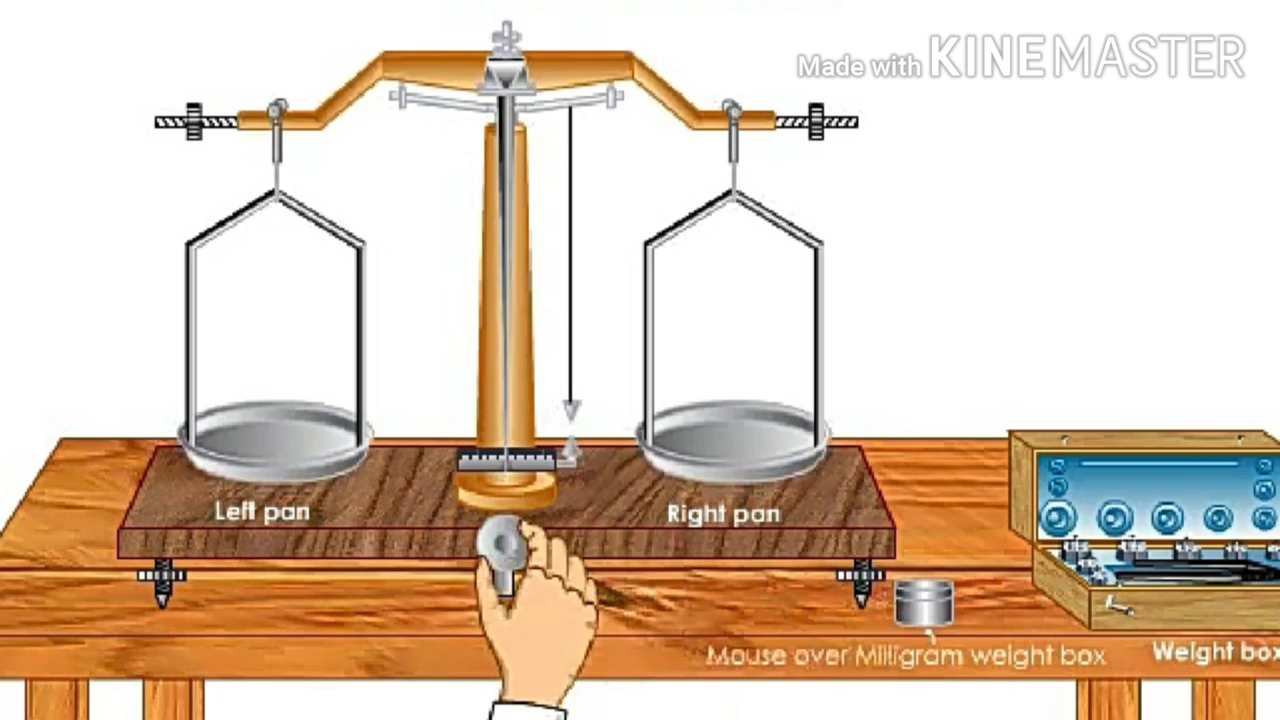 Made with KINEMASTER
Left pan
Right pan
Mouse over Milligram weight box
Weight box